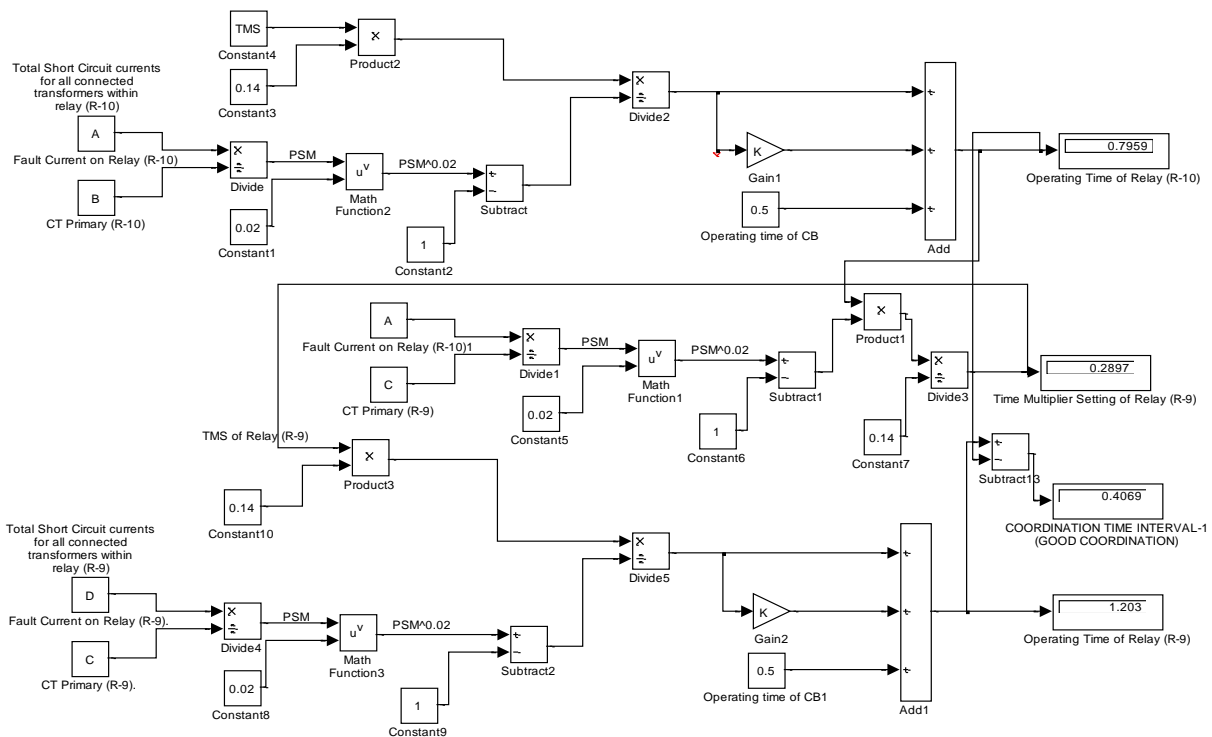 TMS
Constant4
×
Product2
Total Short Circuit currents
for all connected
transformers within
relay (R-10)
0.14
Constant3
×
÷
Divide2
+
+
+
Add
A
Fault Current on Relay (R-10)
×
÷
Divide
PSM
u^v
Math
Function2
PSM^0.02
+
−
Subtract
K
Gain1
0.7959
Operating Time of Relay (R-10)
B
CT Primary (R-10)
0.02
Constant1
1
Constant2
0.5
Operating time of CB
A
Fault Current on Relay (R-10)1
×
÷
Divide1
PSM
u^v
Math
Function1
PSM^0.02
+
−
Subtract1
×
Product1
×
÷
Divide3
0.2897
Time Multiplier Setting of Relay (R-9)
C
CT Primary (R-9)
0.02
Constant5
1
Constant6
0.14
Constant7
TMS of Relay (R-9)
×
Product3
+
−
Subtract13
0.14
Constant10
0.4069
COORDINATION TIME INTERVAL-1
(GOOD COORDINATION)
Total Short Circuit currents
for all connected
transformers within
relay (R-9)
×
÷
Divide5
+
+
+
Add1
D
Fault Current on Relay (R-9).
×
÷
Divide4
PSM
u^v
Math
Function3
PSM^0.02
+
−
Subtract2
K
Gain2
1.203
Operating Time of Relay (R-9)
C
CT Primary (R-9).
0.02
Constant8
1
Constant9
0.5
Operating time of CB1